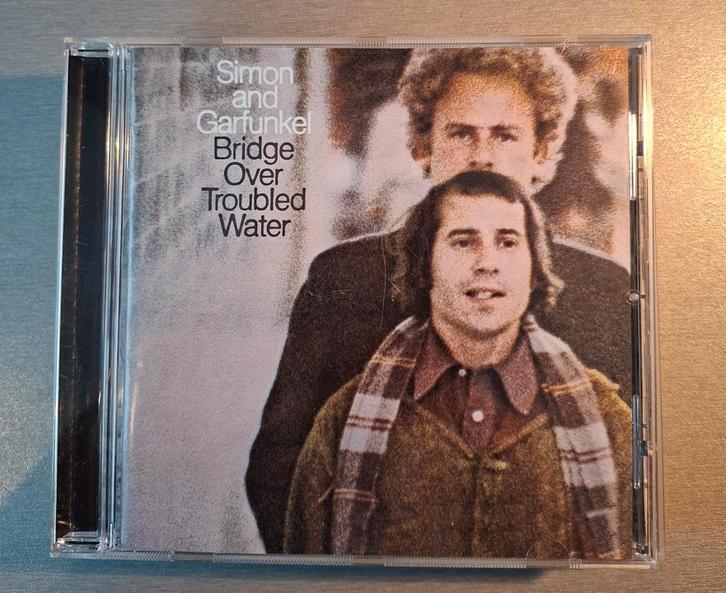 Simon
and
Garfunkel
Bridge
Over
Troubled
Water